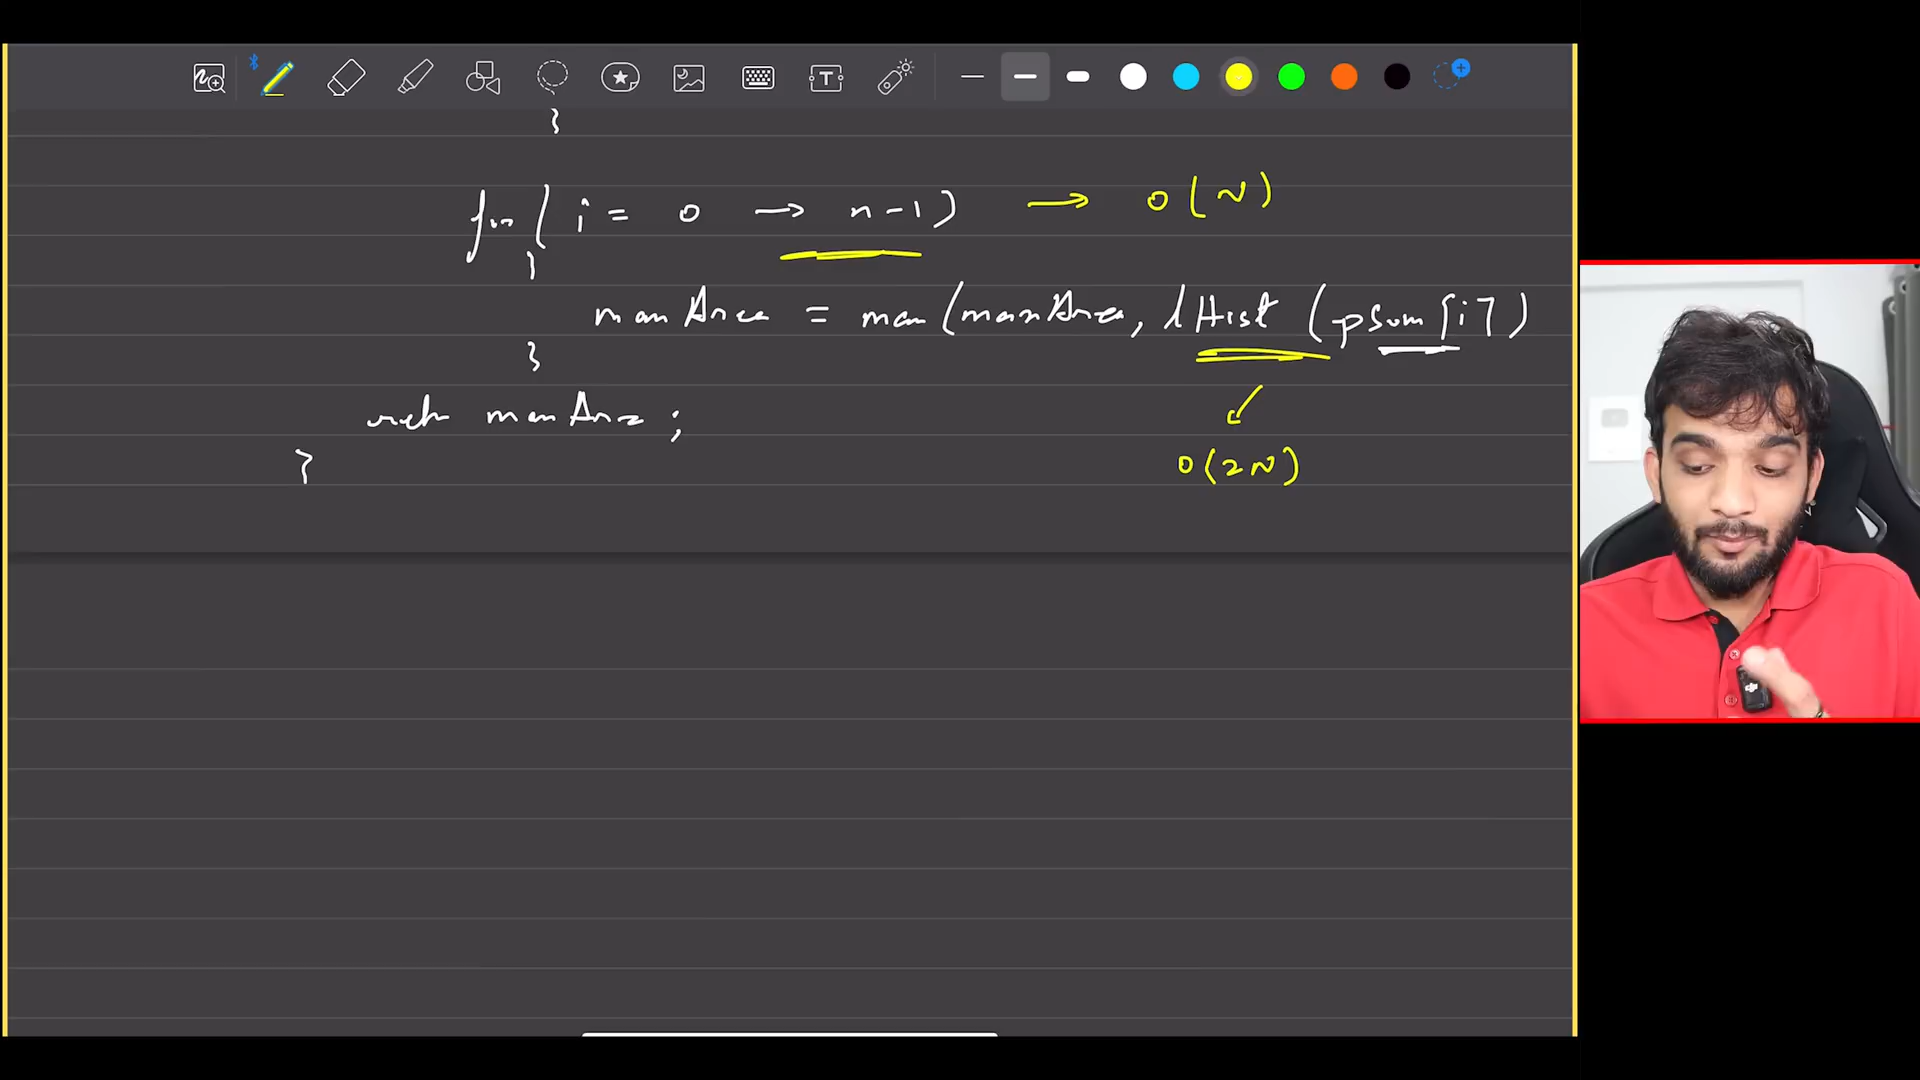 }
for( i = 0 → n-1) → O(N)
{
maxArea = max(maxArea, lHist (psum[i])
}
return maxArea;
O(2N)
}